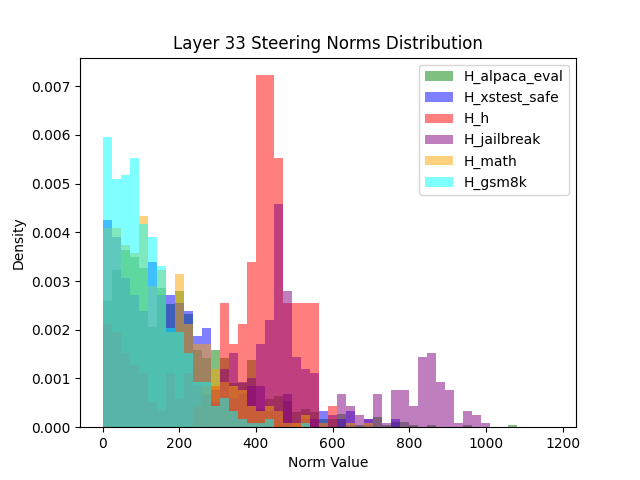 Layer 33 Steering Norms Distribution
H_alpaca_eval
H_xstest_safe
H_h
H_jailbreak
H_math
H_gsm8k
Density
0.007
0.006
0.005
0.004
0.003
0.002
0.001
0.000
0
200
400
600
800
1000
1200
Norm Value